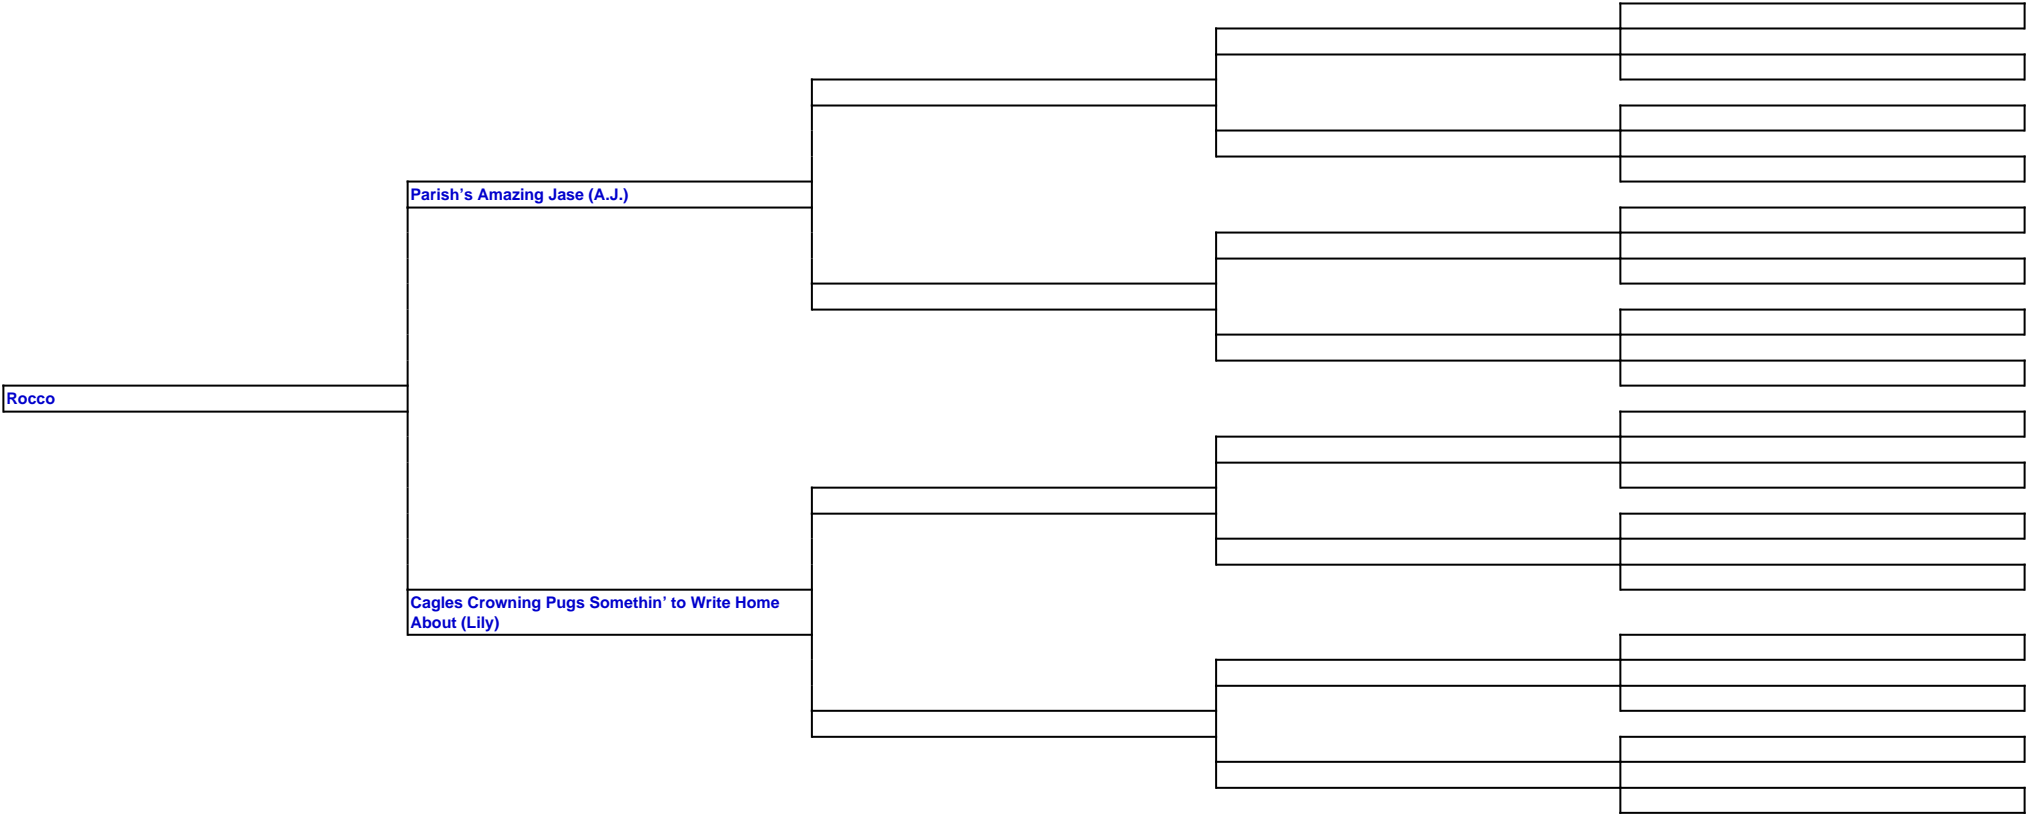 Parish’s Amazing Jase (A.J.)
Rocco
Cagles Crowning Pugs Somethin’ to Write Home
About (Lily)